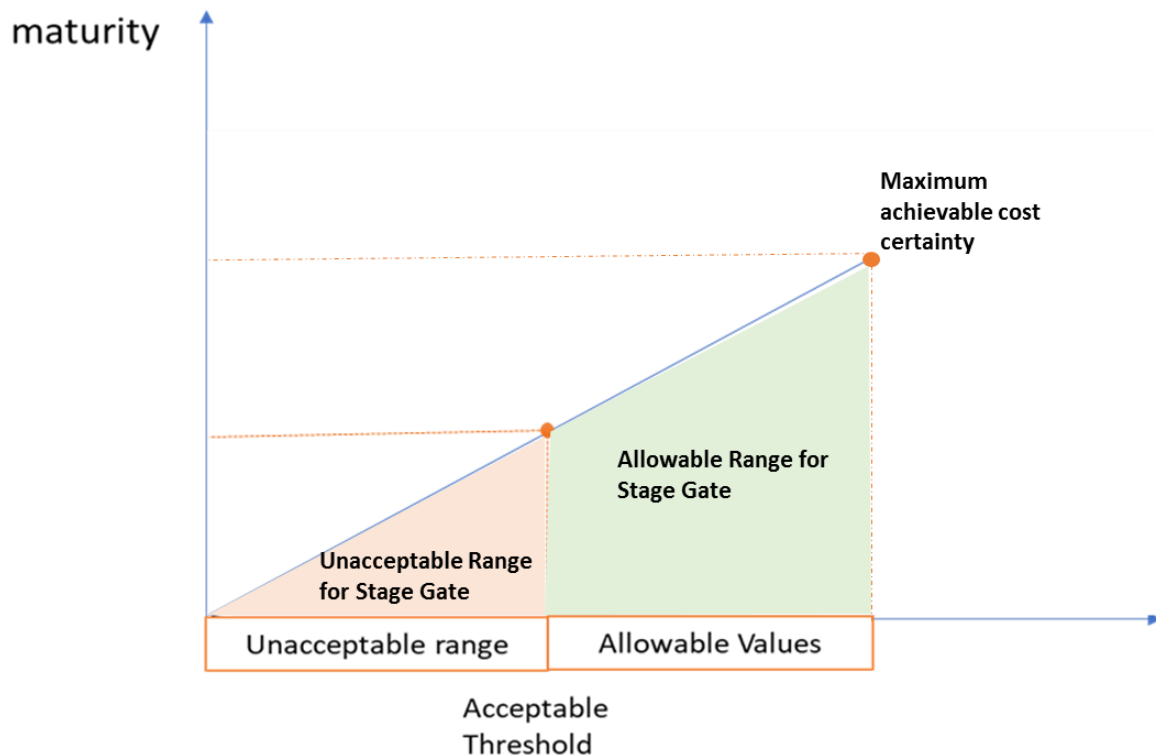 maturity
Maximum
achievable cost
certainty
Allowable Range for
Stage Gate
Unacceptable Range
for Stage Gate
Unacceptable range
Allowable Values
Acceptable
Threshold